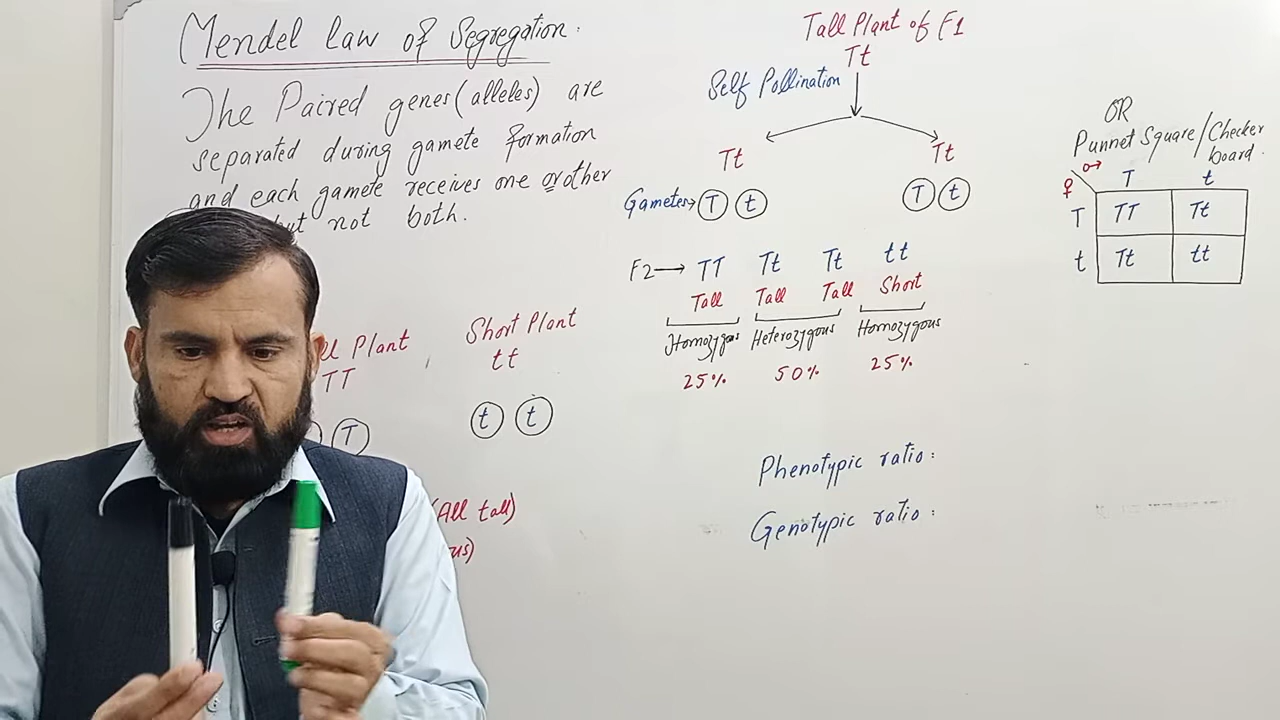 Mendel law of Segregation.
The Paired genes (alleles) are
separated during gamete formation
and each gamete receives one or other
but not both.
Plant
TT
T
Short Plant
tt
t t
(All tall)
Tall Plant of F1
Tt
Self Pollination
Tt Tt
Gametes→ T t T t
F2→ TT Tt Tt tt
Tall Tall Tall Short
Homozygous Heterozygous Homozygous
25% 50% 25%
Phenotypic ratio:
Genotypic ratio:
OR
Punnet Square/Checker
board.
♂ T t
♀
T TT Tt
t Tt tt